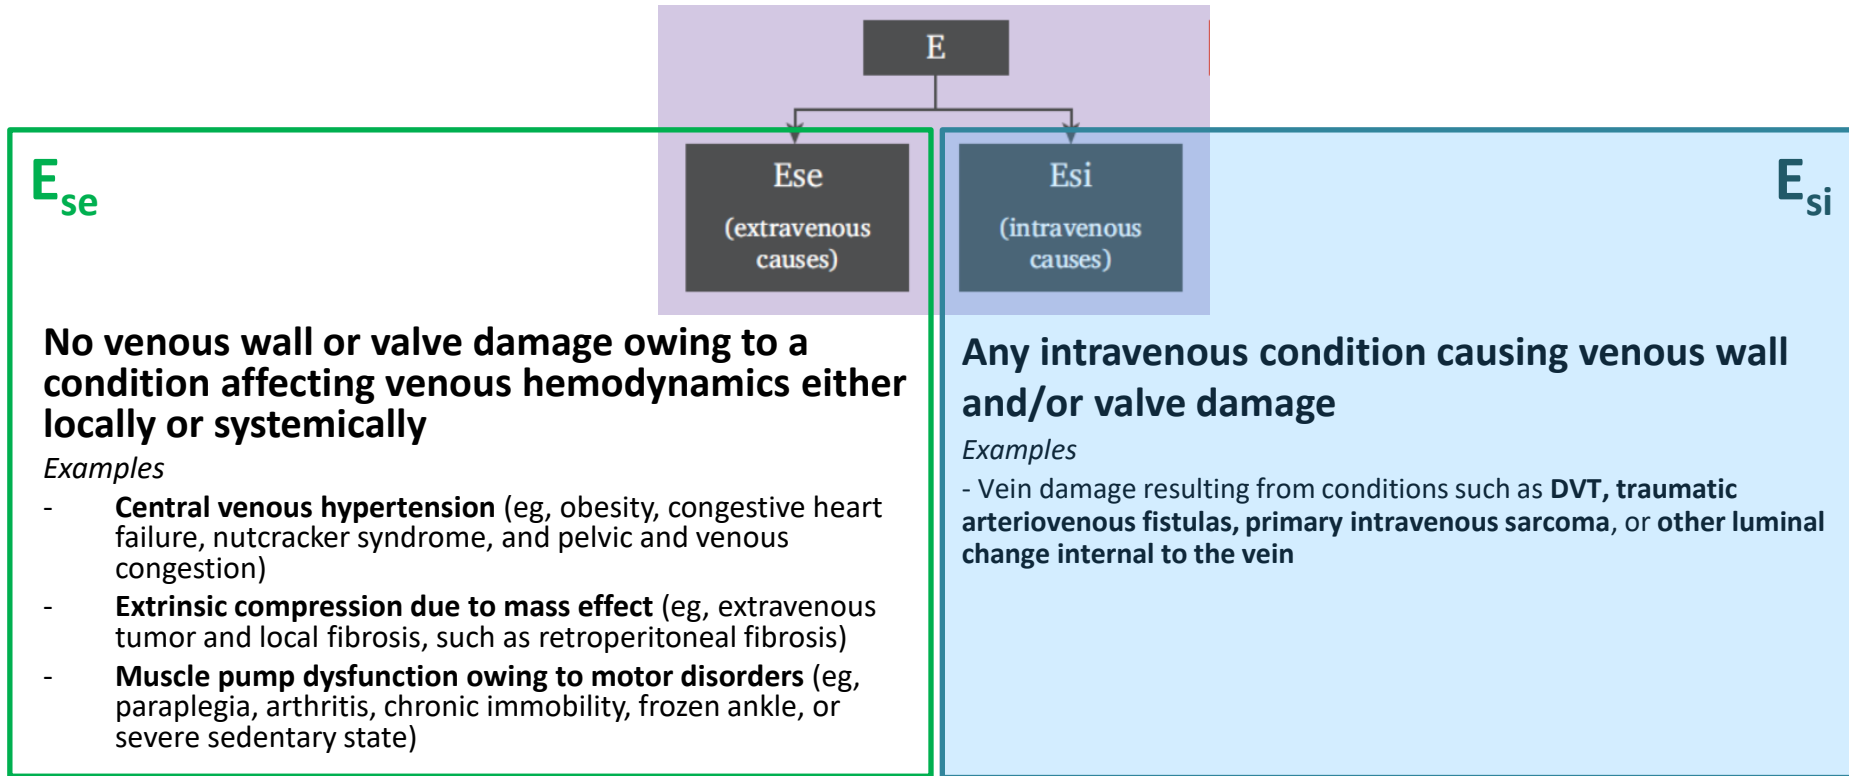 E
Ese
(extravenous
causes)
Esi
(intravenous
causes)
Ese
No venous wall or valve damage owing to a
condition affecting venous hemodynamics either
locally or systemically
Examples
- Central venous hypertension (eg, obesity, congestive heart
failure, nutcracker syndrome, and pelvic and venous
congestion)
- Extrinsic compression due to mass effect (eg, extravenous
tumor and local fibrosis, such as retroperitoneal fibrosis)
- Muscle pump dysfunction owing to motor disorders (eg,
paraplegia, arthritis, chronic immobility, frozen ankle, or
severe sedentary state)
Esi
Any intravenous condition causing venous wall
and/or valve damage
Examples
- Vein damage resulting from conditions such as DVT, traumatic
arteriovenous fistulas, primary intravenous sarcoma, or other luminal
change internal to the vein